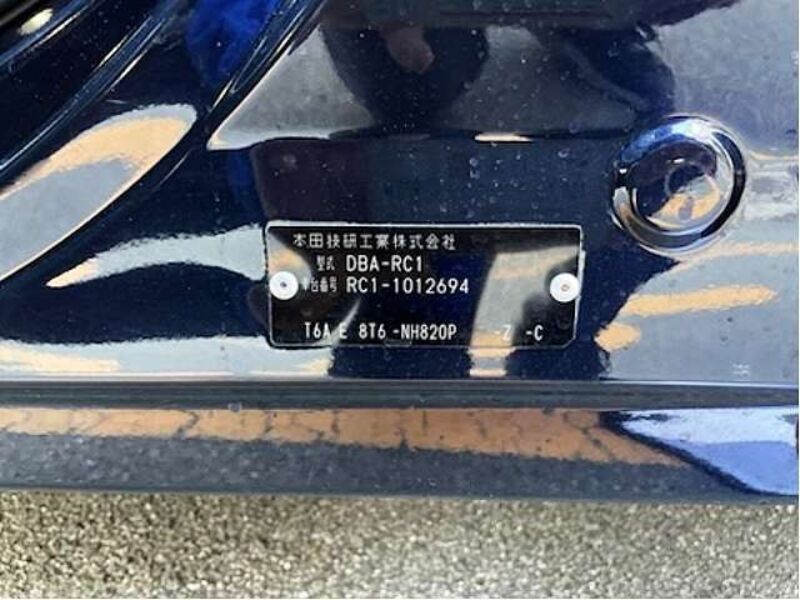 本田技研工業株式会社
型式 DBA-RC1
車台番号 RC1-1012694
T6A E 8T6 -NH820P -Z -C